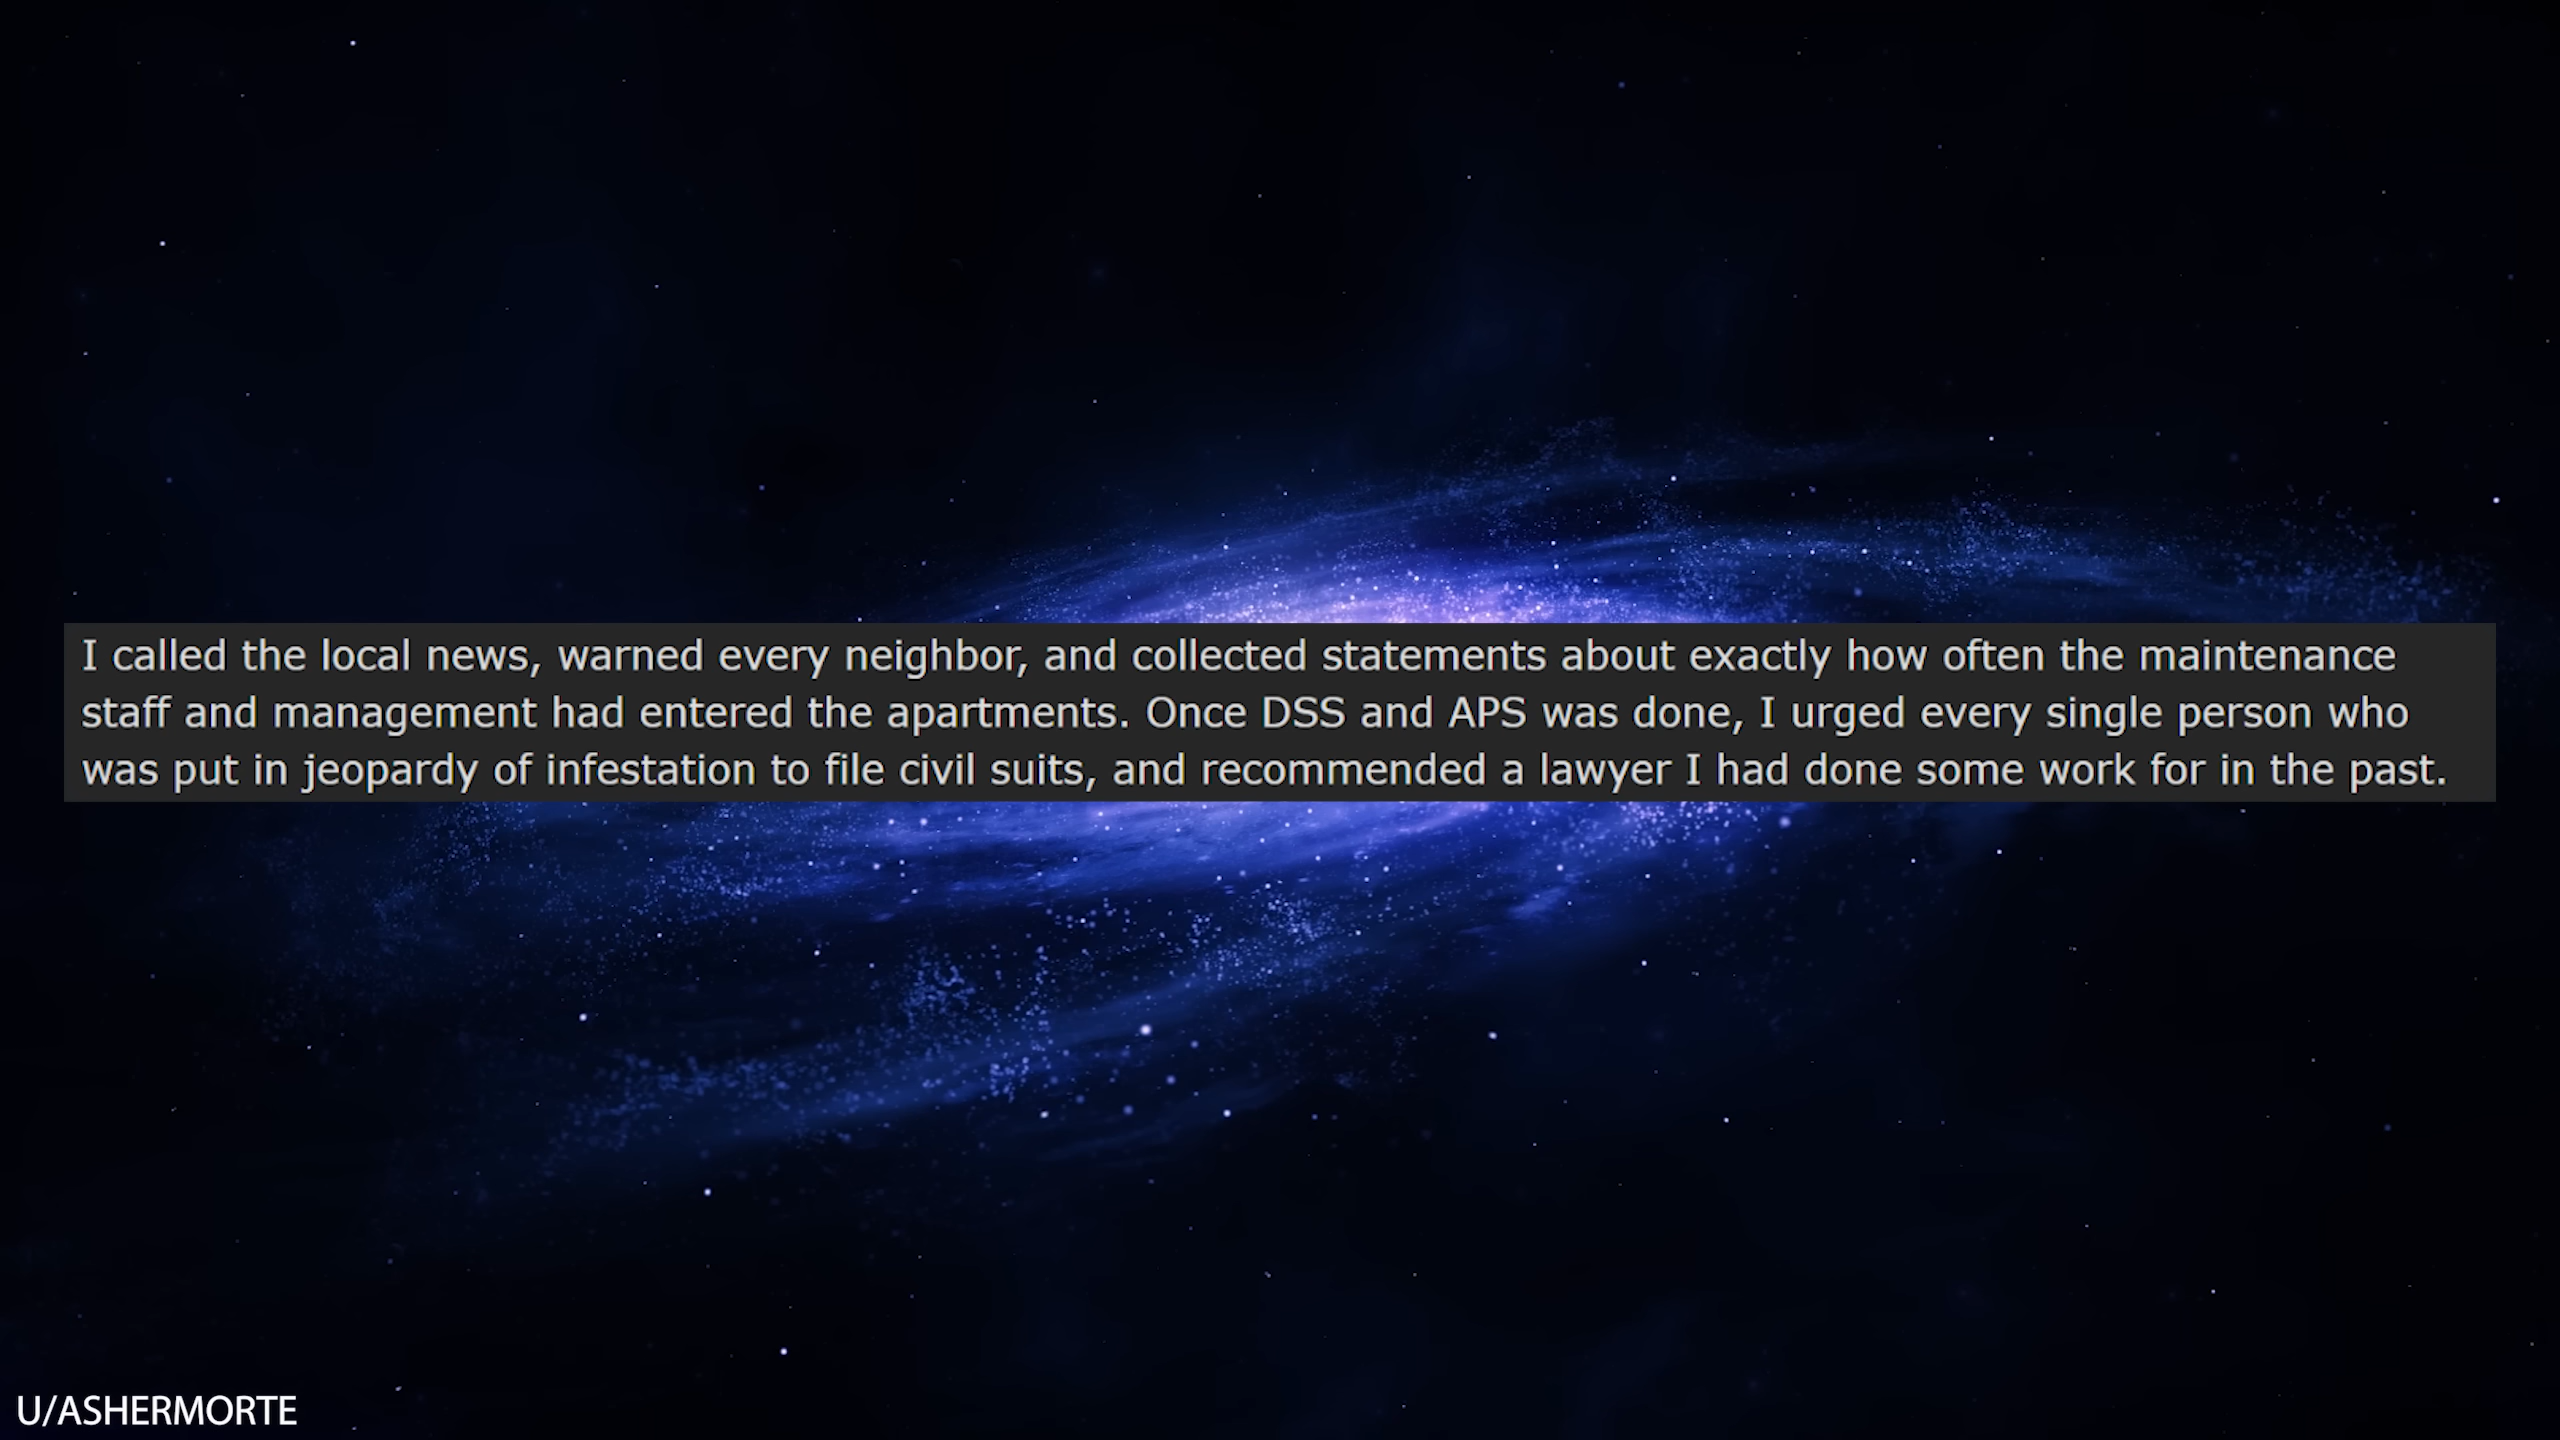 I called the local news, warned every neighbor, and collected statements about exactly how often the maintenance
staff and management had entered the apartments. Once DSS and APS was done, I urged every single person who
was put in jeopardy of infestation to file civil suits, and recommended a lawyer I had done some work for in the past.
U/ASHERMORTE